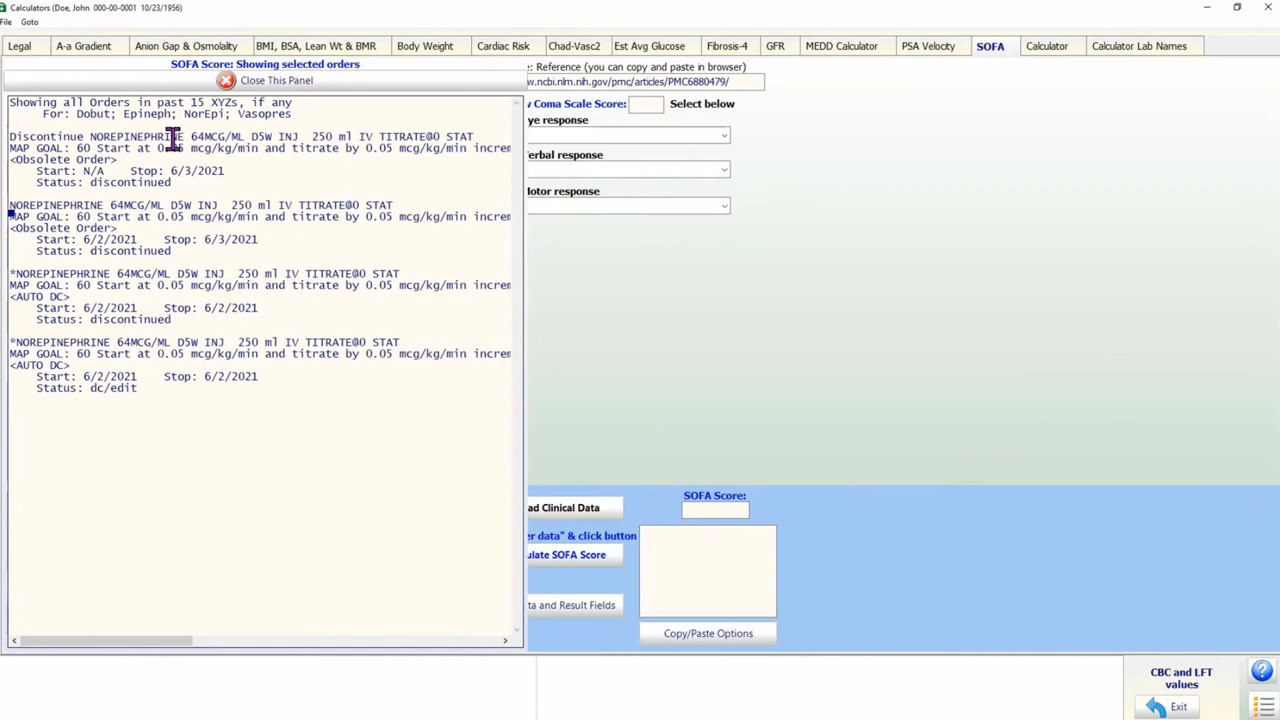 Calculators (Doe, John 000-00-0001 10/23/1956)
File Goto
Legal A-a Gradient Anion Gap & Osmolality BMI, BSA, Lean Wt & BMR Body Weight Cardiac Risk Chad-Vasc2 Est Avg Glucose Fibrosis-4 GFR MEDD Calculator PSA Velocity SOFA Calculator Calculator Lab Names
SOFA Score: Showing selected orders
Close This Panel
Showing all Orders in past 15 XYZs, if any
For: Dobut; Epineph; NorEpi; Vasopres
Discontinue NOREPINEPHRINE 64MCG/ML D5W INJ 250 ml IV TITRATE@0 STAT
MAP GOAL: 60 Start at 0.05 mcg/kg/min and titrate by 0.05 mcg/kg/min increm
<Obsolete Order>
Start: N/A Stop: 6/3/2021
Status: discontinued
NOREPINEPHRINE 64MCG/ML D5W INJ 250 ml IV TITRATE@0 STAT
MAP GOAL: 60 Start at 0.05 mcg/kg/min and titrate by 0.05 mcg/kg/min increm
<Obsolete Order>
Start: 6/2/2021 Stop: 6/3/2021
Status: discontinued
*NOREPINEPHRINE 64MCG/ML D5W INJ 250 ml IV TITRATE@0 STAT
MAP GOAL: 60 Start at 0.05 mcg/kg/min and titrate by 0.05 mcg/kg/min increm
<AUTO DC>
Start: 6/2/2021 Stop: 6/2/2021
Status: discontinued
*NOREPINEPHRINE 64MCG/ML D5W INJ 250 ml IV TITRATE@0 STAT
MAP GOAL: 60 Start at 0.05 mcg/kg/min and titrate by 0.05 mcg/kg/min increm
<AUTO DC>
Start: 6/2/2021 Stop: 6/2/2021
Status: dc/edit
: Reference (you can copy and paste in browser)
w.ncbi.nlm.nih.gov/pmc/articles/PMC6880479/
w Coma Scale Score: Select below
ye response
erbal response
lotor response
ad Clinical Data
SOFA Score:
er data" & click button
ulate SOFA Score
ta and Result Fields
Copy/Paste Options
CBC and LFT
values
Exit
?